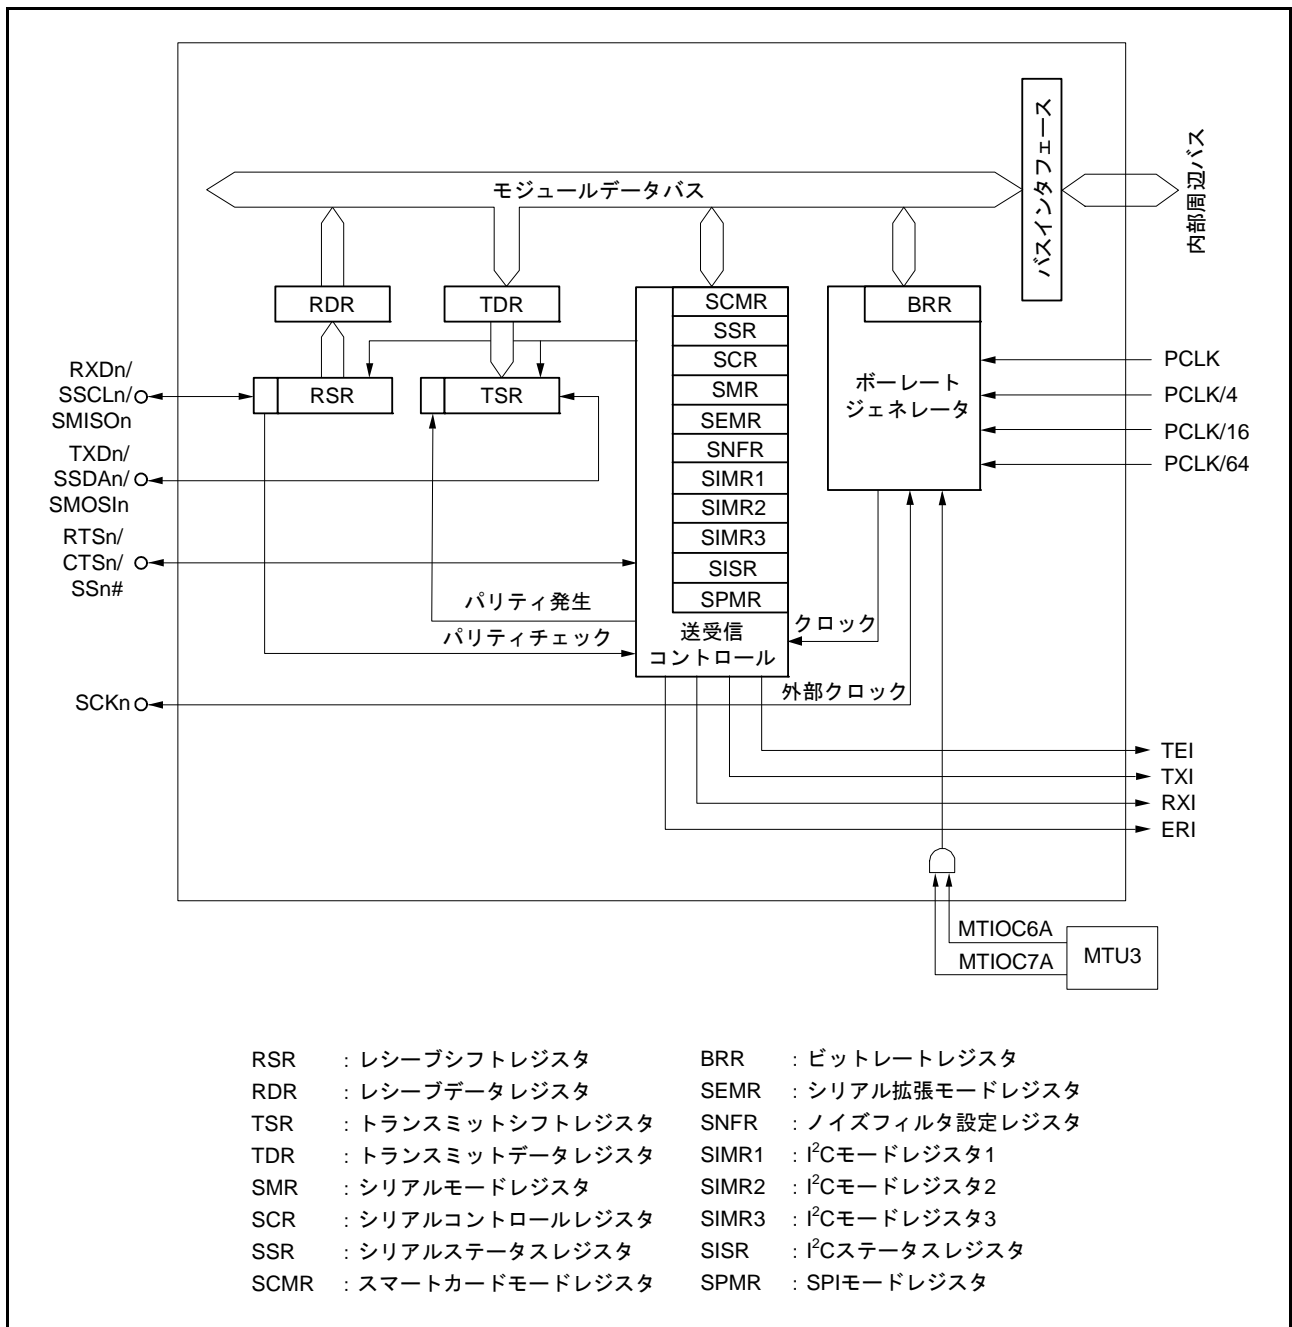 モジュールデータバス
バスインタフェース
内部周辺バス
RDR
TDR
SCMR
BRR
SSR
SCR
SMR
SEMR
SNFR
SIMR1
SIMR2
SIMR3
SISR
SPMR
送受信
コントロール
RSR
TSR
ボーレート
ジェネレータ
PCLK
PCLK/4
PCLK/16
PCLK/64
RXDn/
SSCLn/
SMISOn
TXDn/
SSDAn/
SMOSIn
RTSn/
CTSn/
SSn#
パリティ発生
パリティチェック
クロック
外部クロック
SCKn
TEI
TXI
RXI
ERI
MTIOC6A
MTIOC7A
MTU3
RSR : レシーブシフトレジスタ
RDR : レシーブデータレジスタ
TSR : トランスミットシフトレジスタ
TDR : トランスミットデータレジスタ
SMR : シリアルモードレジスタ
SCR : シリアルコントロールレジスタ
SSR : シリアルステータスレジスタ
SCMR : スマートカードモードレジスタ
BRR : ビットレートレジスタ
SEMR : シリアル拡張モードレジスタ
SNFR : ノイズフィルタ設定レジスタ
SIMR1 : I²Cモードレジスタ1
SIMR2 : I²Cモードレジスタ2
SIMR3 : I²Cモードレジスタ3
SISR : I²Cステータスレジスタ
SPMR : SPIモードレジスタ